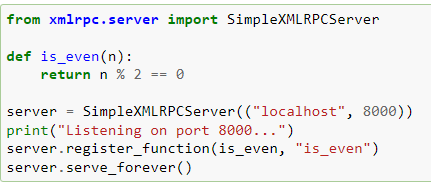 from xmlrpc.server import SimpleXMLRPCServer
def is_even(n):
    return n % 2 == 0
server = SimpleXMLRPCServer(("localhost", 8000))
print("Listening on port 8000...")
server.register_function(is_even, "is_even")
server.serve_forever()